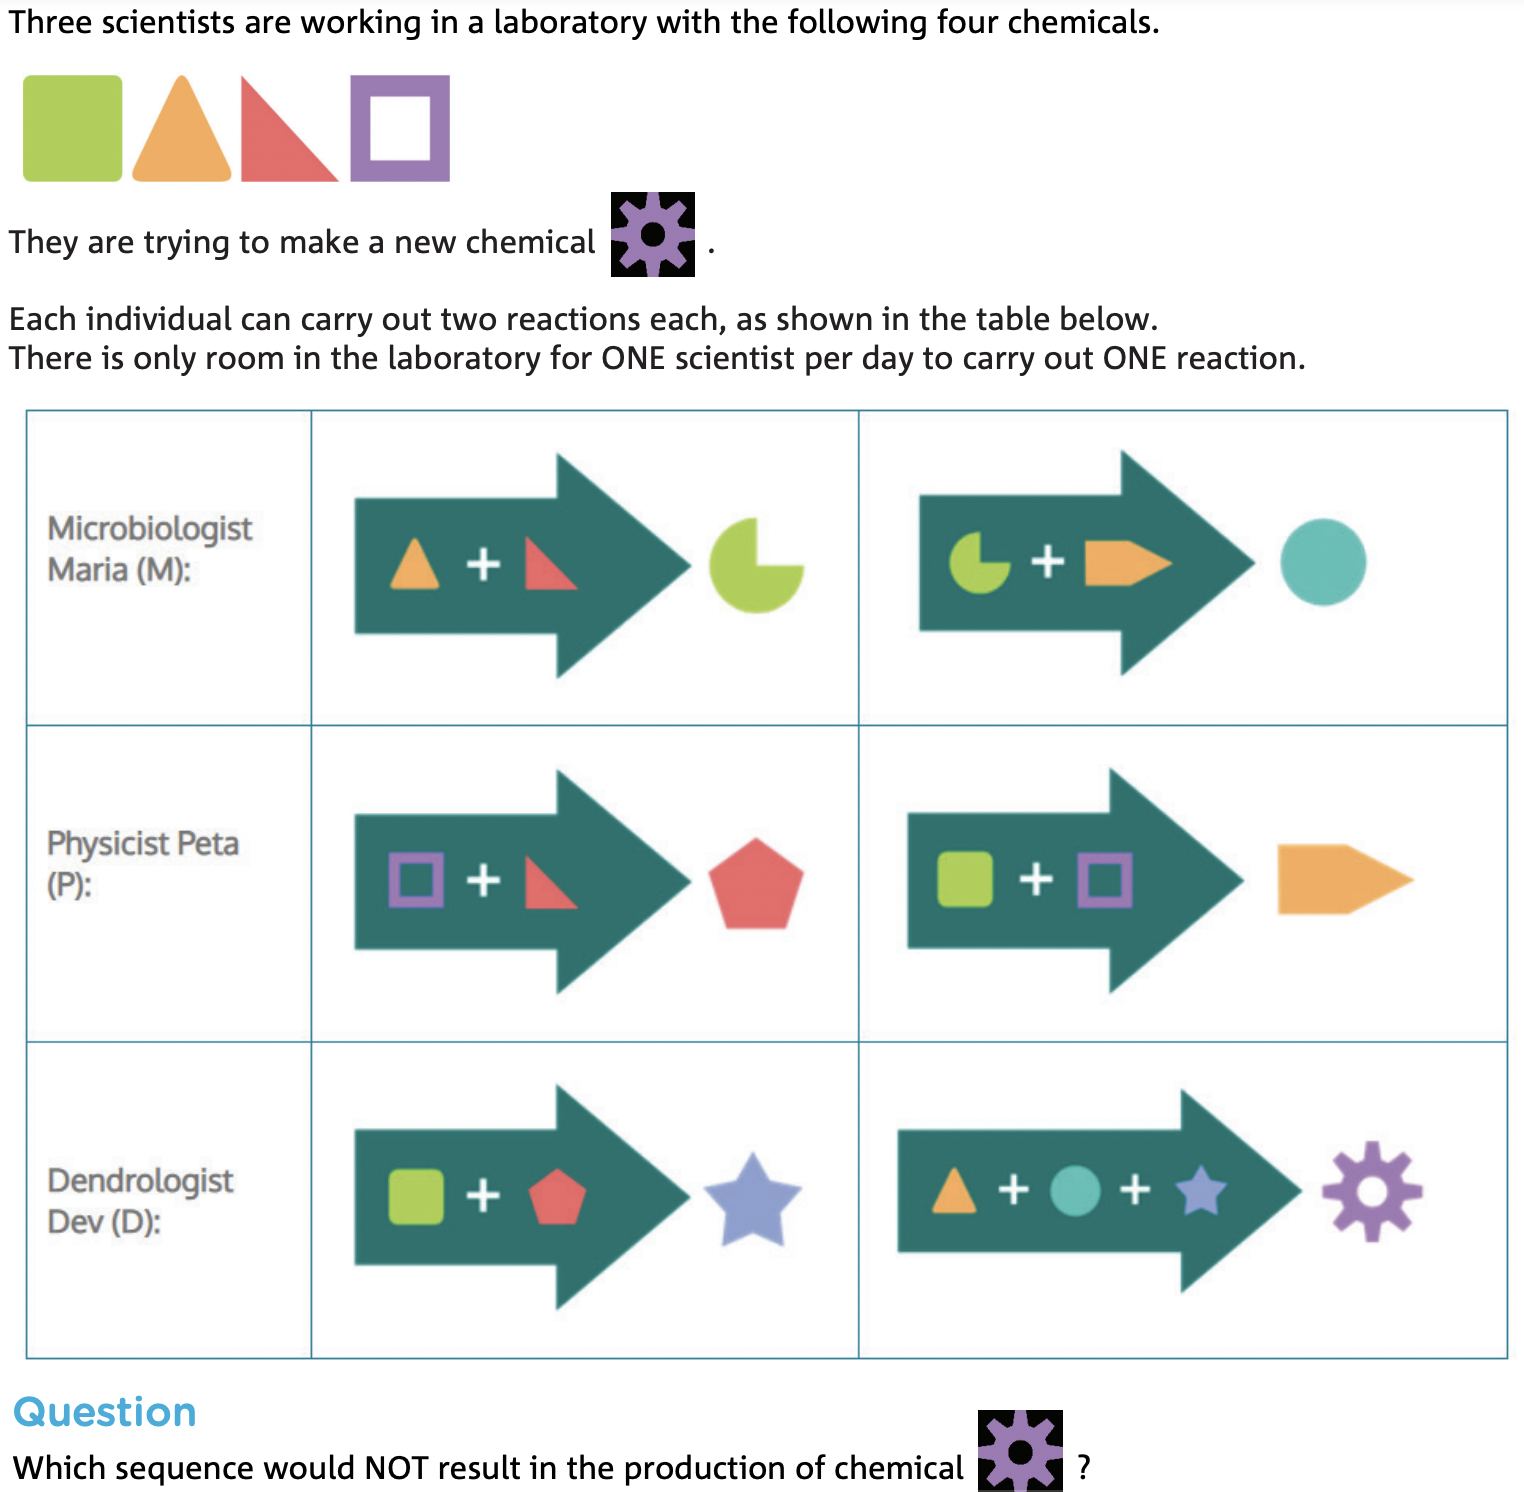 Three scientists are working in a laboratory with the following four chemicals.
They are trying to make a new chemical .
Each individual can carry out two reactions each, as shown in the table below.
There is only room in the laboratory for ONE scientist per day to carry out ONE reaction.
Microbiologist
Maria (M):
+
+
Physicist Peta
(P):
+
+
Dendrologist
Dev (D):
+
+ +
Question
Which sequence would NOT result in the production of chemical ?